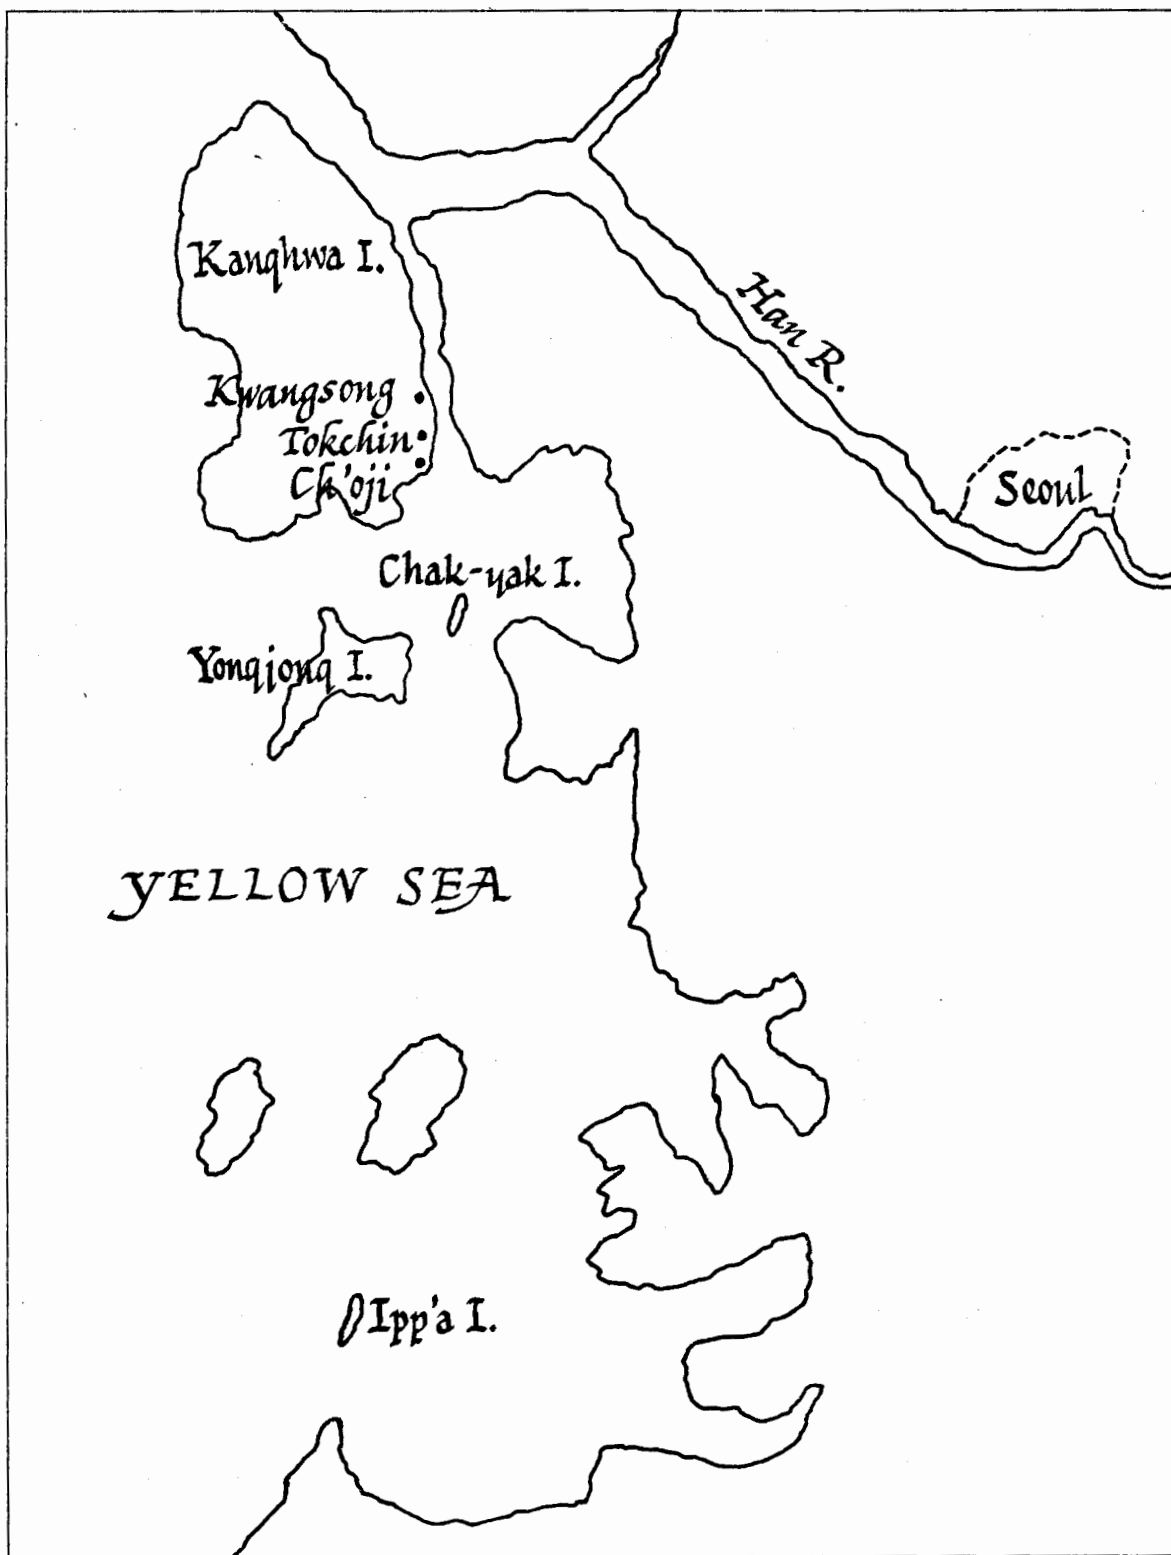 Kanghwa I.
Han R.
Kwangsong
Tokchin
Ch'oji
Seoul
Chak-yak I.
Yongjong I.
YELLOW SEA
Ipp'a I.